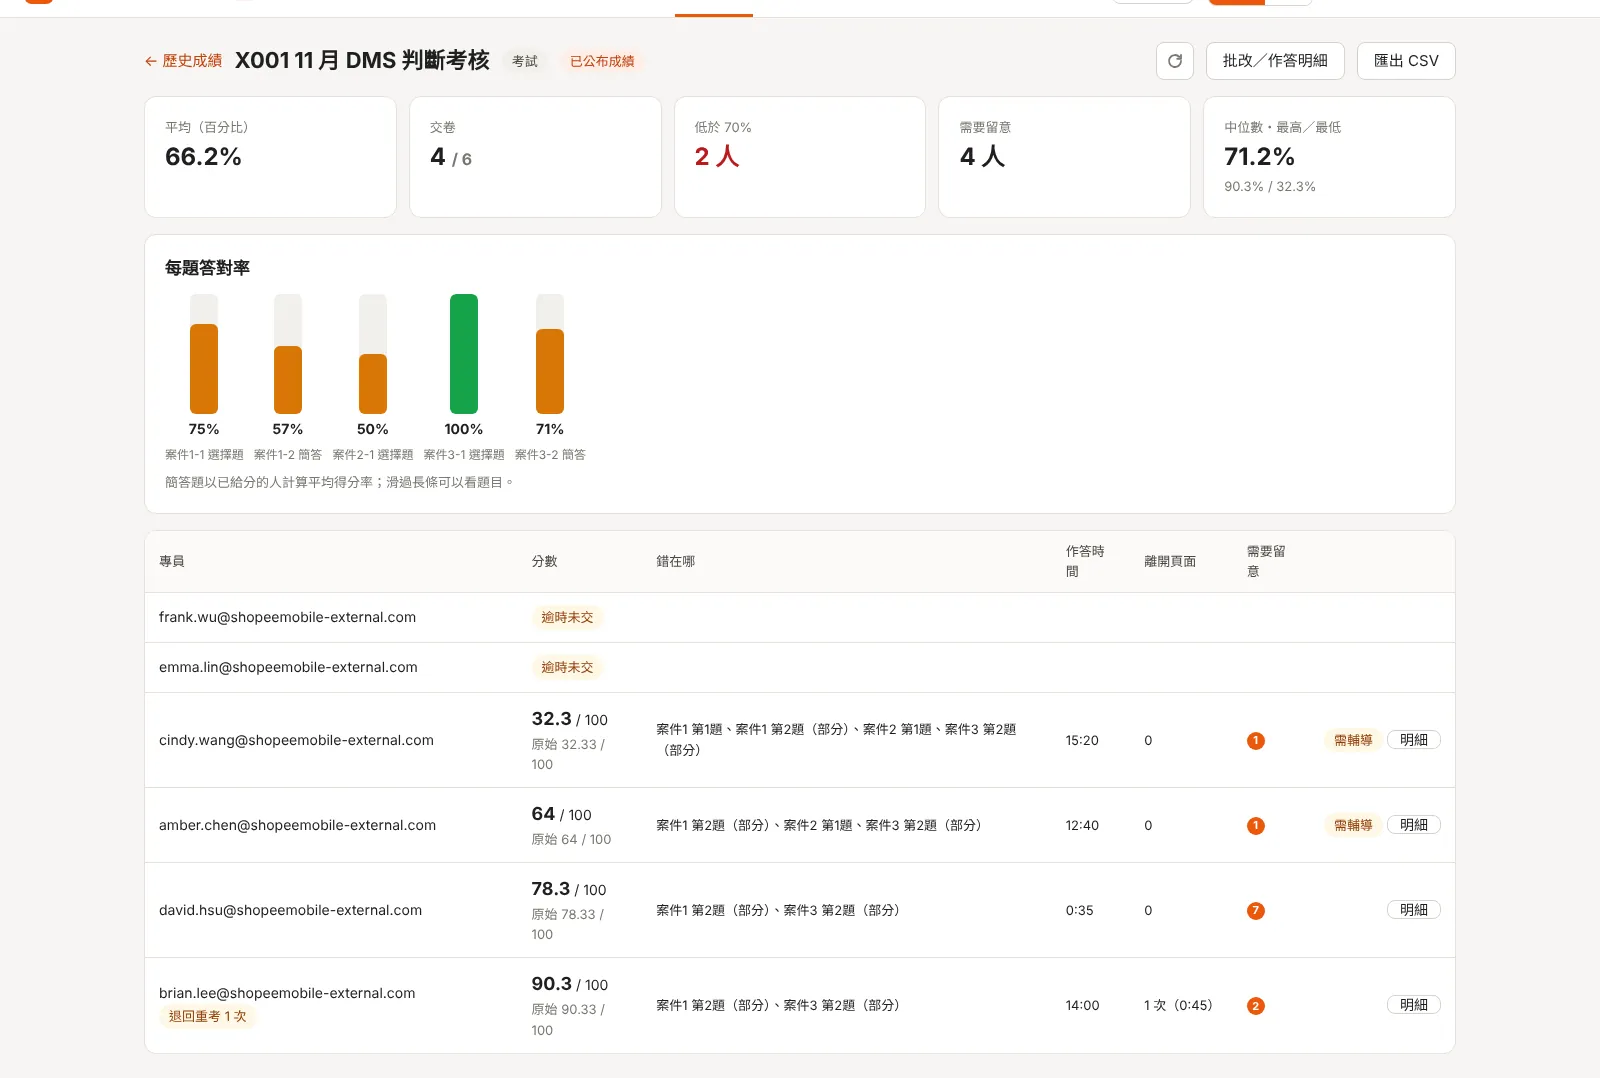 ← 歷史成績 X001 11 月 DMS 判斷考核 考試 已公布成績 批改／作答明細 匯出 CSV
平均（百分比） 交卷 低於 70% 需要留意 中位數・最高／最低
66.2% 4 / 6 2 人 4 人 71.2%
90.3% / 32.3%
每題答對率
75% 57% 50% 100% 71%
案件1-1 選擇題 案件1-2 簡答 案件2-1 選擇題 案件3-1 選擇題 案件3-2 簡答
簡答題以已給分的人計算平均得分率；滑過長條可以看題目。
專員 分數 錯在哪 作答時間 離開頁面 需要留意
frank.wu@shopeemobile-external.com 逾時未交
emma.lin@shopeemobile-external.com 逾時未交
cindy.wang@shopeemobile-external.com 32.3 / 100 原始 32.33 / 100 案件1 第1題、案件1 第2題（部分）、案件2 第1題、案件3 第2題（部分） 15:20 0 1 需輔導 明細
amber.chen@shopeemobile-external.com 64 / 100 原始 64 / 100 案件1 第2題（部分）、案件2 第1題、案件3 第2題（部分） 12:40 0 1 需輔導 明細
david.hsu@shopeemobile-external.com 78.3 / 100 原始 78.33 / 100 案件1 第2題（部分）、案件3 第2題（部分） 0:35 0 7 明細
brian.lee@shopeemobile-external.com 退回重考 1 次 90.3 / 100 原始 90.33 / 100 案件1 第2題（部分）、案件3 第2題（部分） 14:00 1 次（0:45） 2 明細